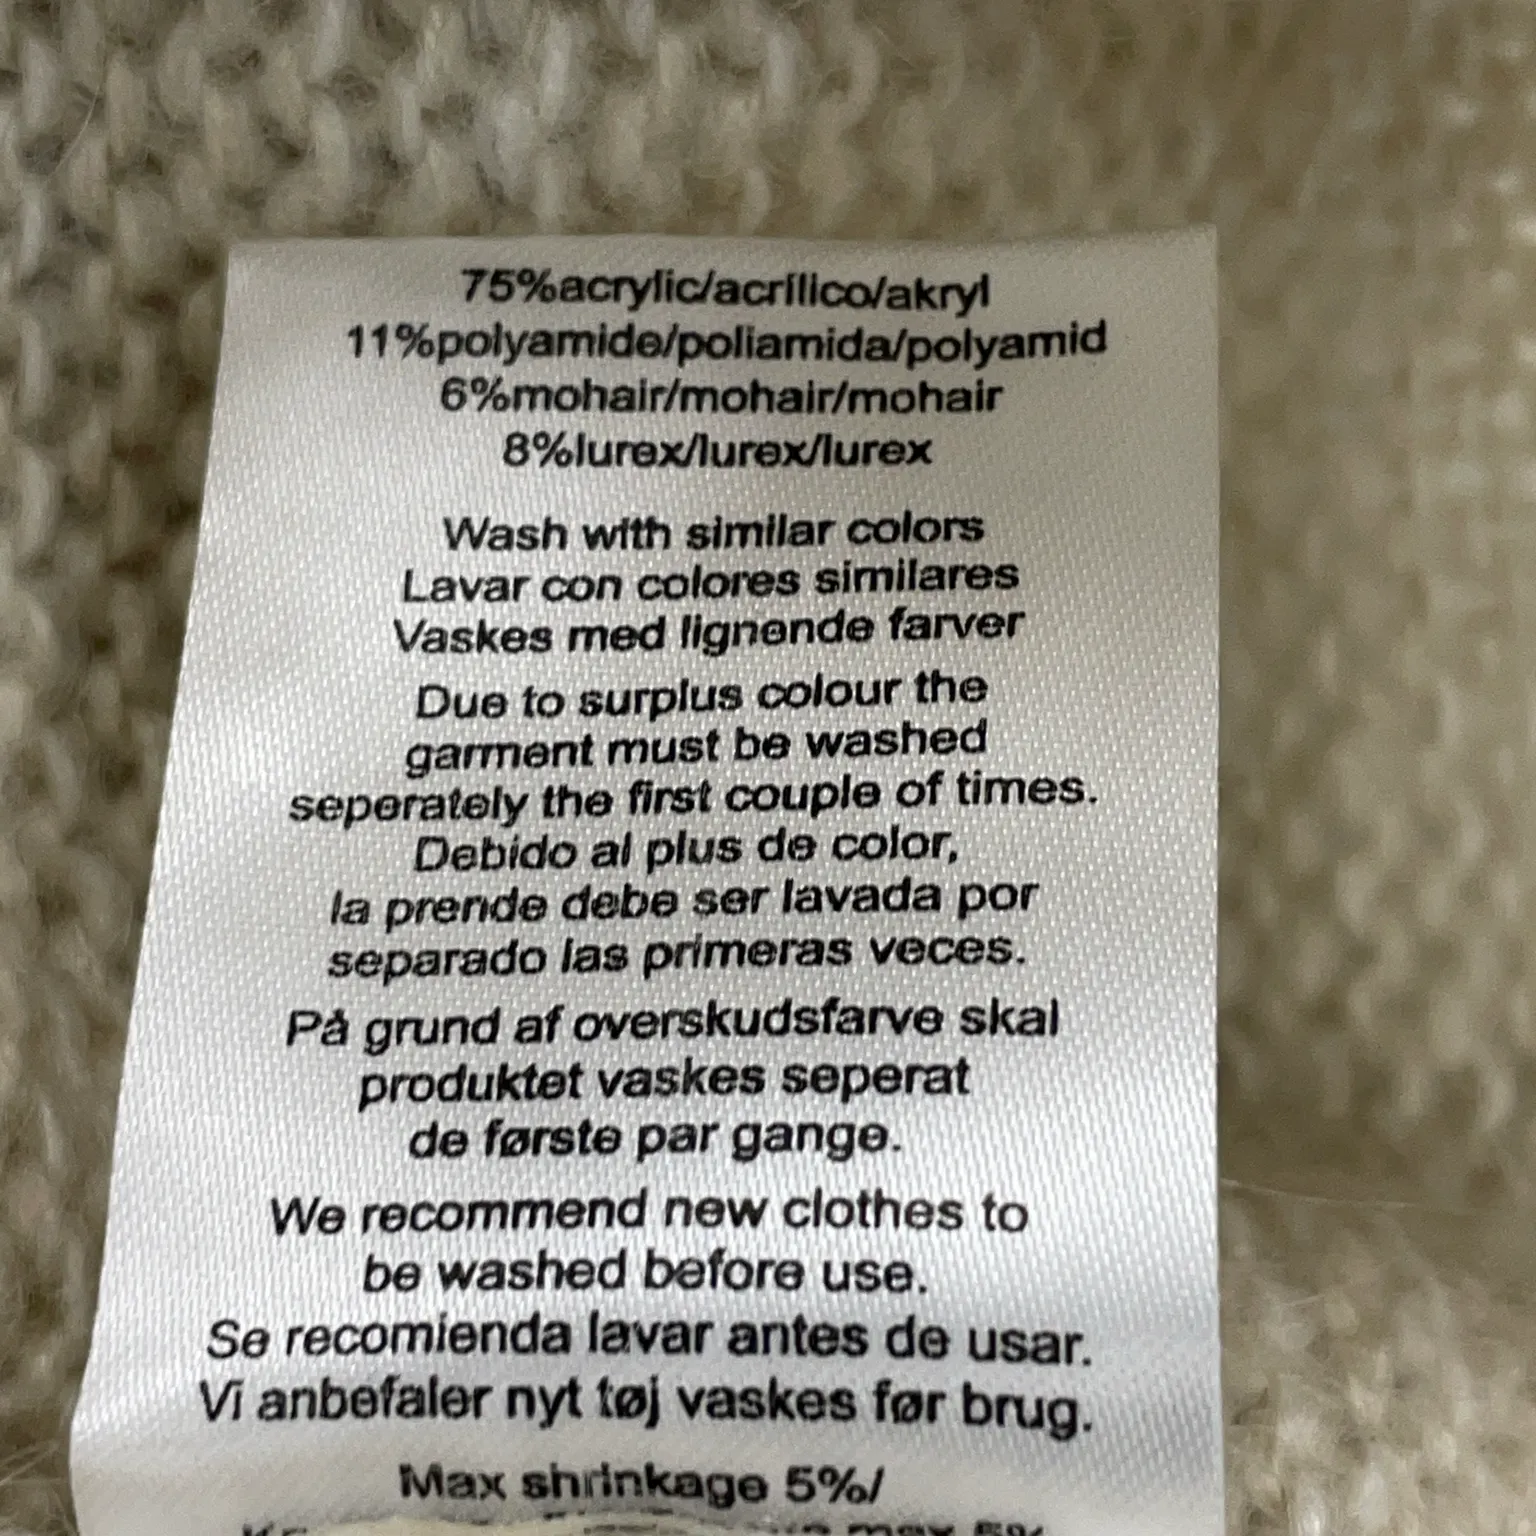 75%acrylic/acrílico/akryl
11%polyamide/poliamida/polyamid
6%mohair/mohair/mohair
8%lurex/lurex/lurex
Wash with similar colors
Lavar con colores similares
Vaskes med lignende farver
Due to surplus colour the
garment must be washed
seperately the first couple of times.
Debido al plus de color,
la prende debe ser lavada por
separado las primeras veces.
På grund af overskudsfarve skal
produktet vaskes seperat
de første par gange.
We recommend new clothes to
be washed before use.
Se recomienda lavar antes de usar.
Vi anbefaler nyt tøj vaskes før brug.
Max shrinkage 5%/
max 5%